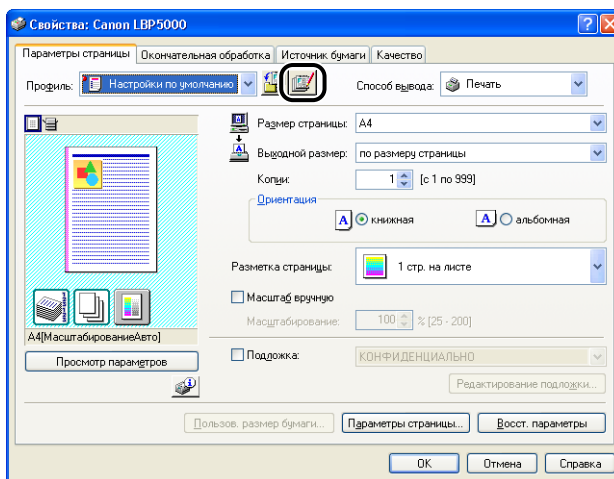 Свойства: Canon LBP5000
Параметры страницы Окончательная обработка Источник бумаги Качество
Профиль: Настройки по умолчанию Способ вывода: Печать
Размер страницы: A4
Выходной размер: по размеру страницы
Копии: 1 [с 1 по 999]
Ориентация
A книжная A альбомная
Разметка страницы: 1 стр. на листе
Масштаб вручную
Масштабирование: 100 % [25 - 200]
A4[МасштабированиеАвто]
Просмотр параметров
Подложка: КОНФИДЕНЦИАЛЬНО
Редактирование подложки...
Пользов. размер бумаги... Параметры страницы... Восст. параметры
OK Отмена Справка